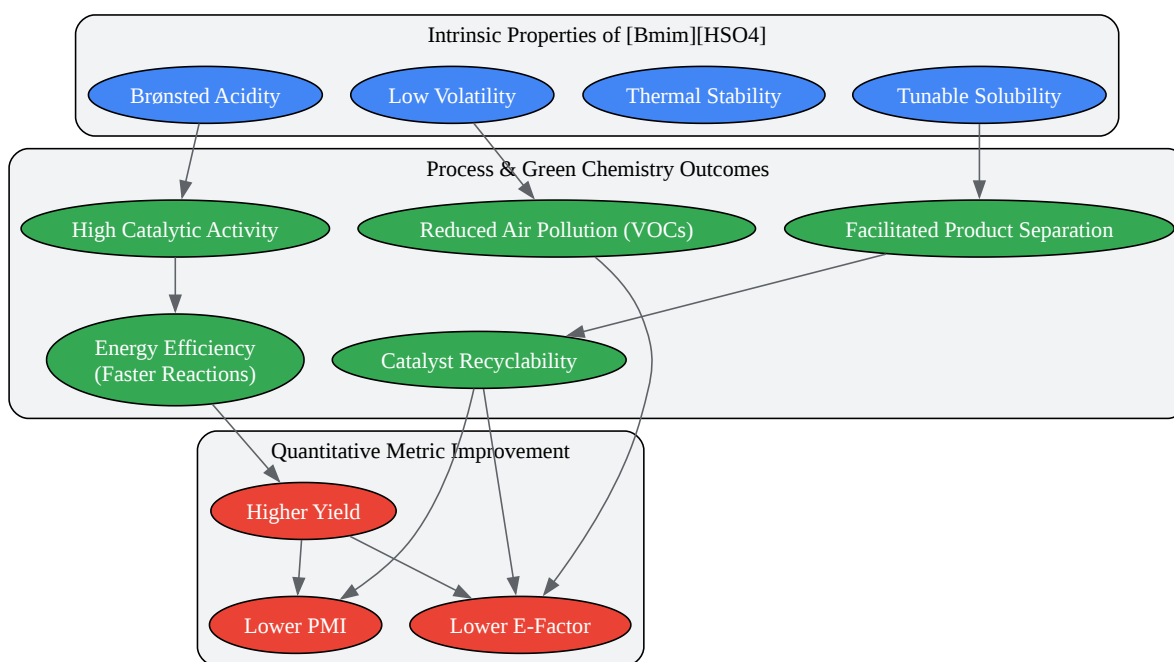 Intrinsic Properties of [Bmim][HSO4]
Brønsted Acidity
Low Volatility
Thermal Stability
Tunable Solubility
Process & Green Chemistry Outcomes
High Catalytic Activity
Reduced Air Pollution (VOCs)
Facilitated Product Separation
Energy Efficiency
(Faster Reactions)
Catalyst Recyclability
Quantitative Metric Improvement
Higher Yield
Lower PMI
Lower E-Factor